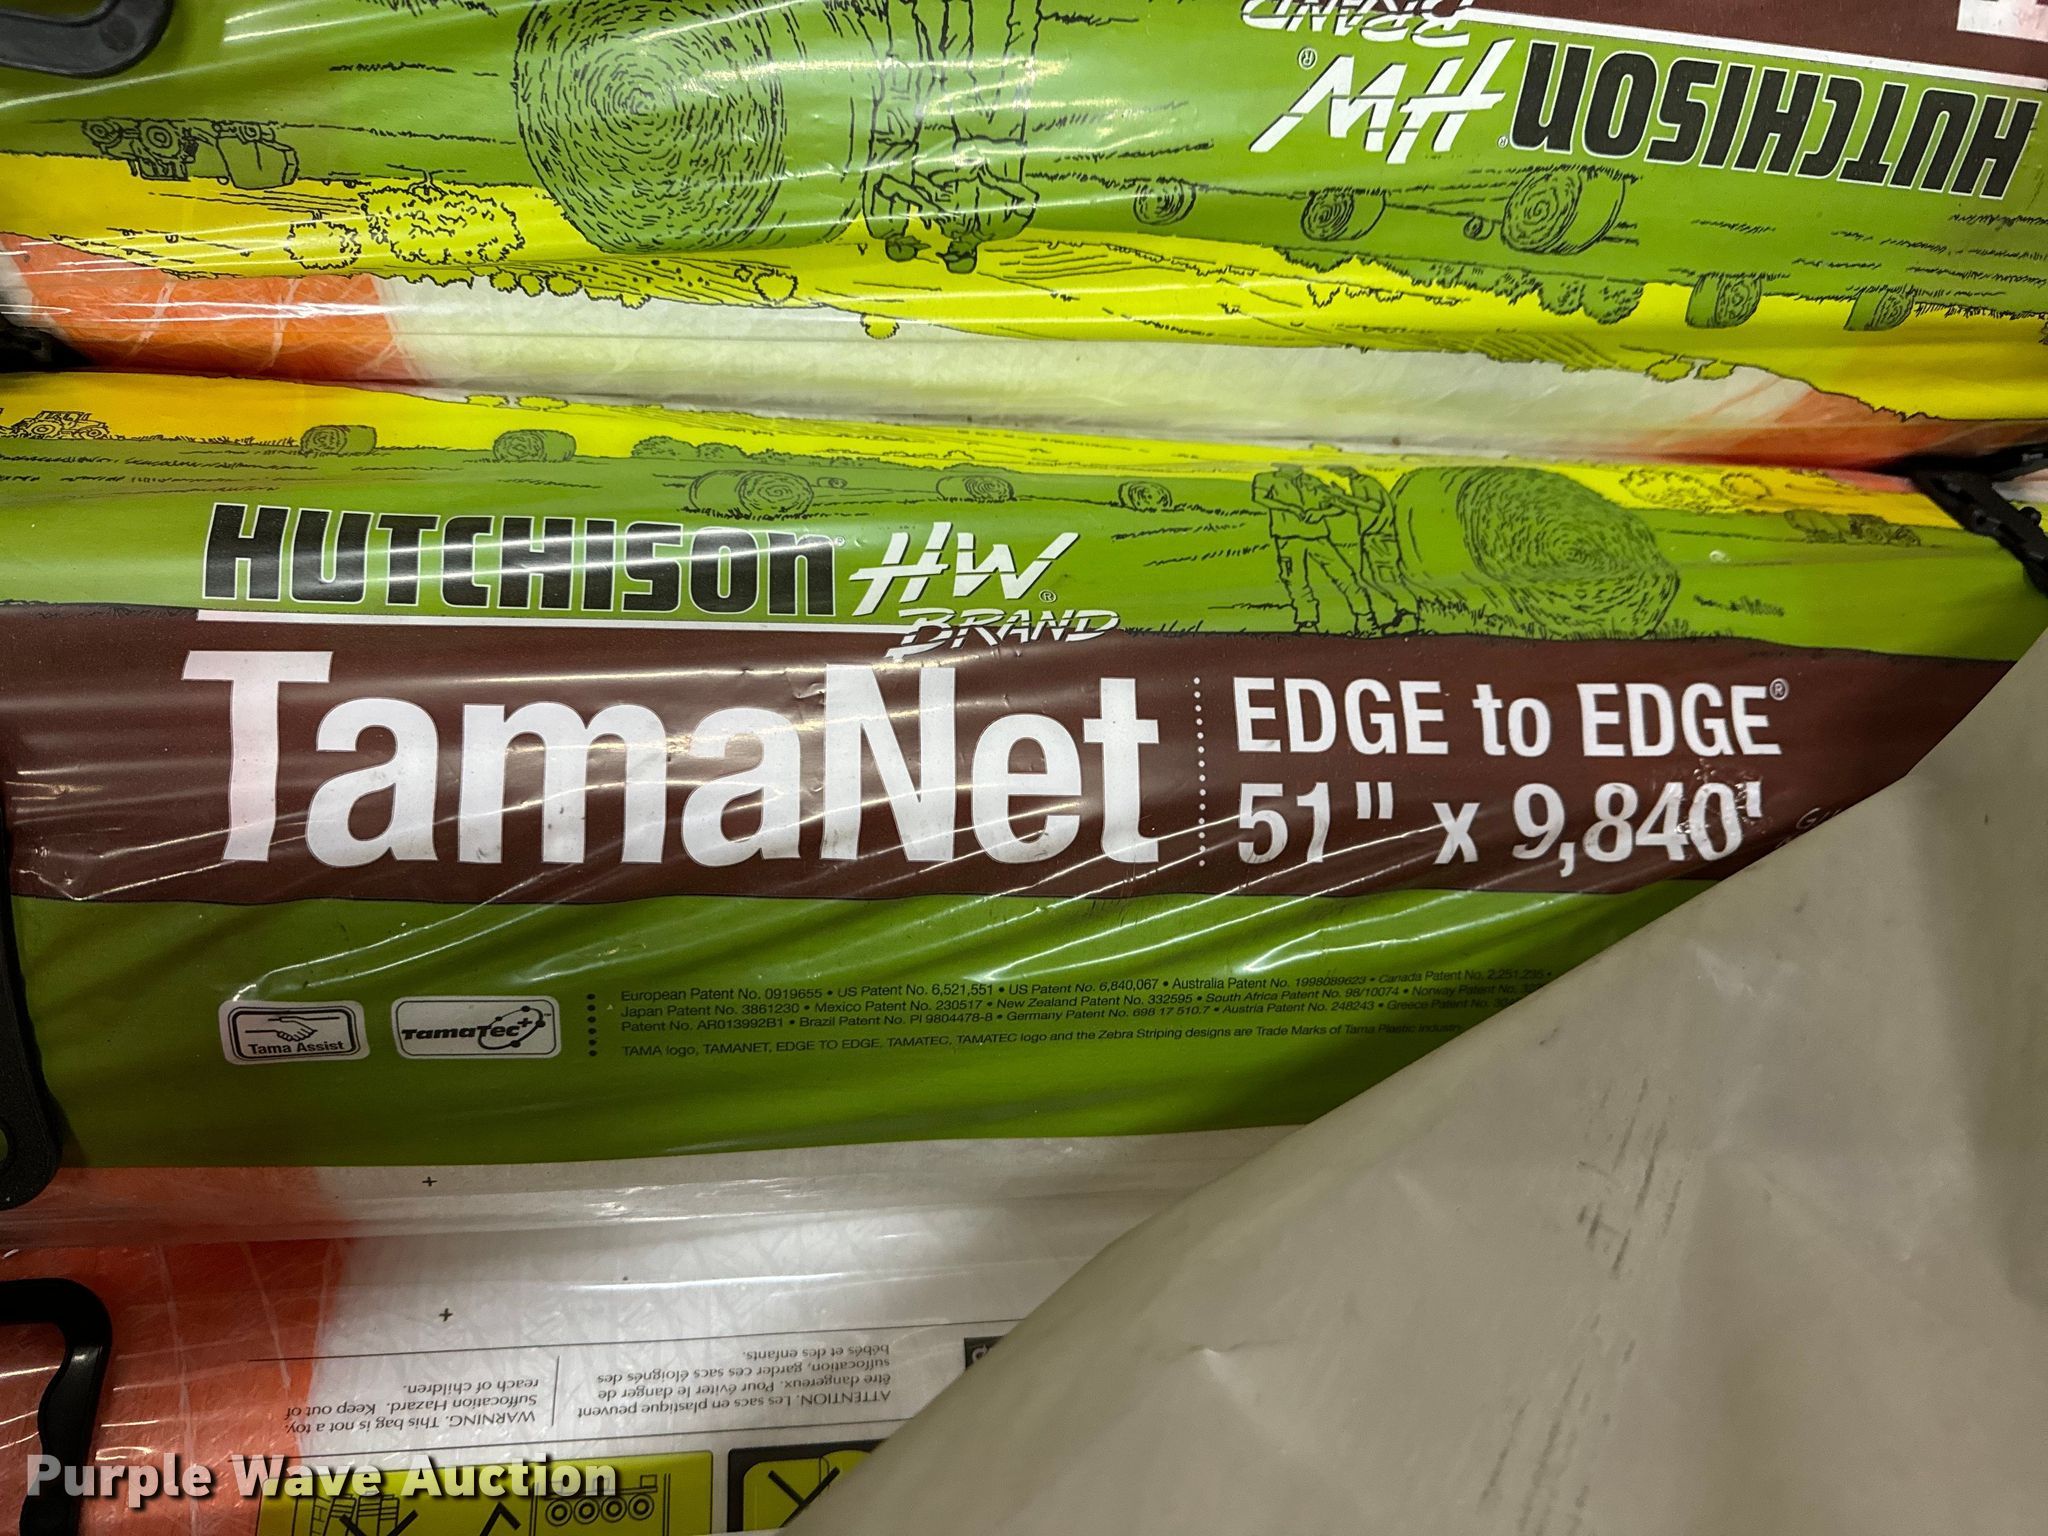 BRAND
HUTCHISON® HW®
HUTCHISON® HW®
BRAND
TamaNet
EDGE to EDGE®
51" x 9,840'
Tama Assist
TamaTec+™
European Patent No. 0919655 • US Patent No. 6,521,551 • US Patent No. 6,840,067 • Australia Patent No. 1998089623 • Canada Patent No. 2,251,235 •
Japan Patent No. 3861230 • Mexico Patent No. 230517 • New Zealand Patent No. 332595 • South Africa Patent No. 98/10074 • Norway Patent No.
Patent No. AR013992B1 • Brazil Patent No. PI 9804478-8 • Germany Patent No. 698 17 510.7 • Austria Patent No. 248243 • Greece Patent No.
TAMA logo, TAMANET, EDGE TO EDGE, TAMATEC, TAMATEC logo and the Zebra Striping designs are Trade Marks of Tama Plastic
WARNING. This bag is not a toy.
Suffocation Hazard. Keep out of
reach of children.
ATTENTION. Les sacs en plastique peuvent
être dangereux. Pour éviter le danger de
suffocation, garder ces sacs éloignés des
bébés et des enfants.
Purple Wave Auction